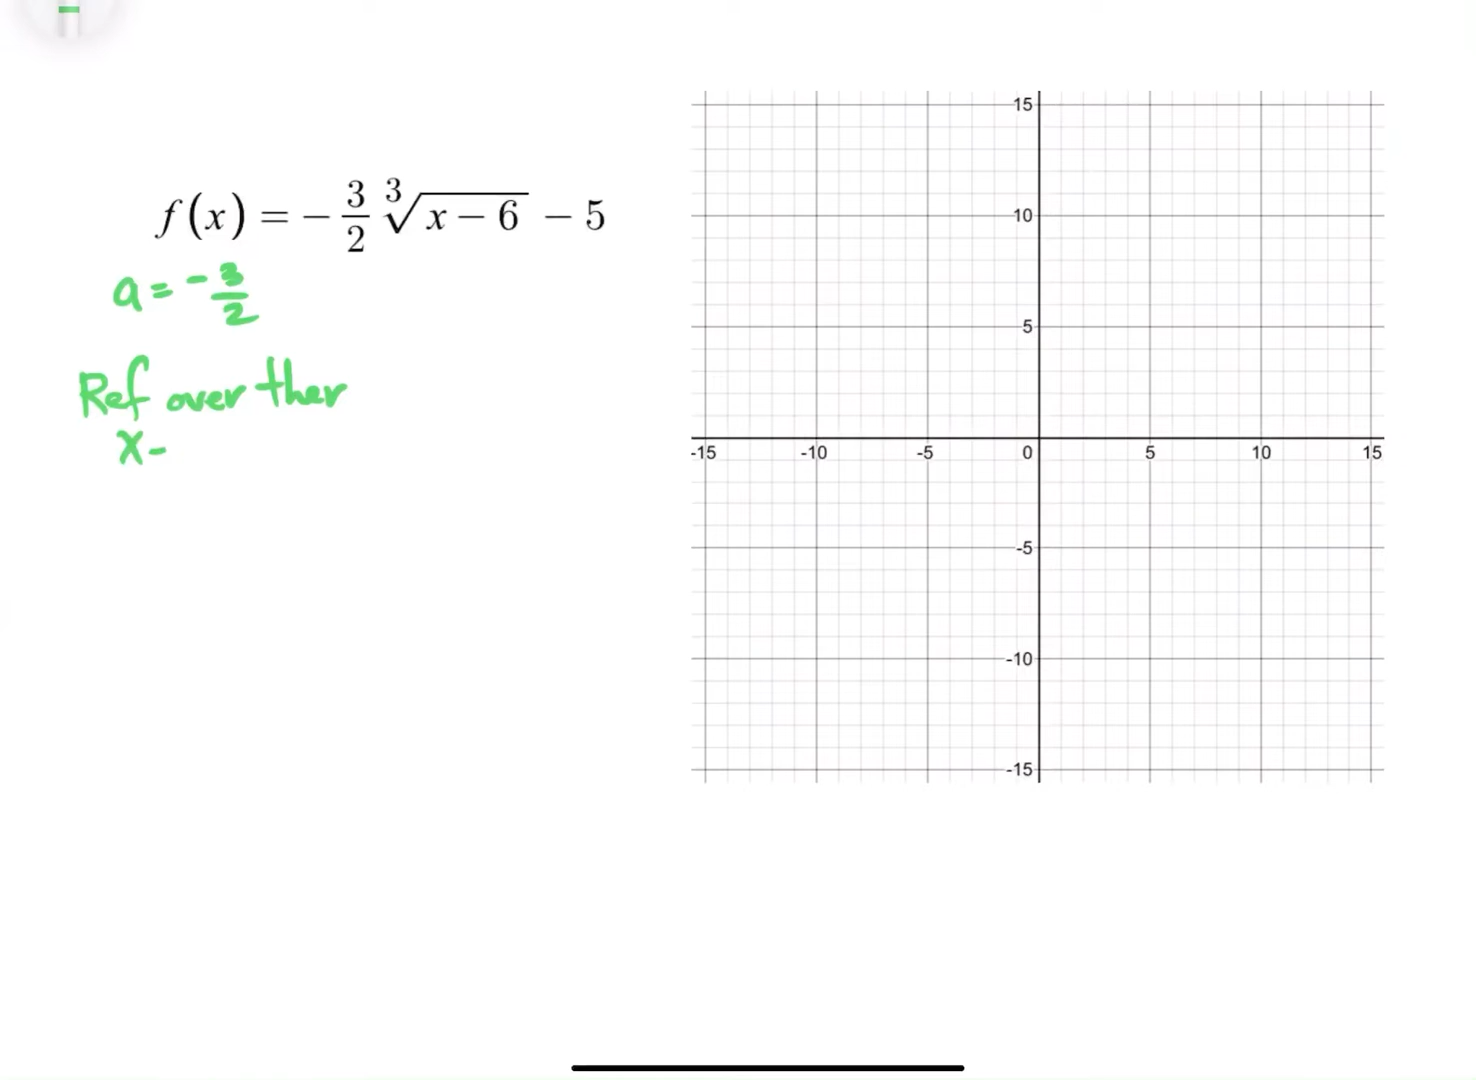 f(x) = -3/2 ∛(x - 6) - 5
a = -3/2
Ref over ther
x-
15
10
5
-15 -10 -5 0 5 10 15
-5
-10
-15